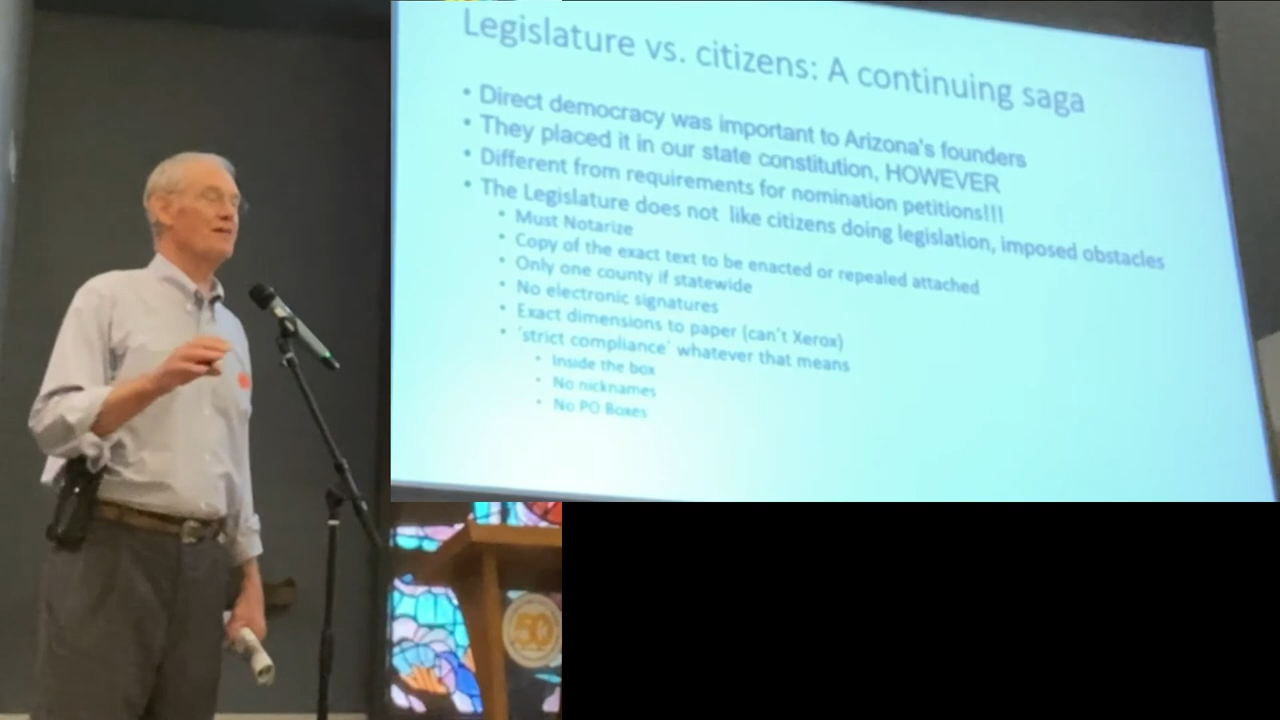 Legislature vs. citizens: A continuing saga
• Direct democracy was important to Arizona's founders
• They placed it in our state constitution, HOWEVER
• Different from requirements for nomination petitions!!!
• The Legislature does not like citizens doing legislation, imposed obstacles
• Must Notarize
• Copy of the exact text to be enacted or repealed attached
• Only one county if statewide
• No electronic signatures
• Exact dimensions to paper (can't Xerox)
• 'strict compliance' whatever that means
• Inside the box
• No nicknames
• No PO Boxes
50